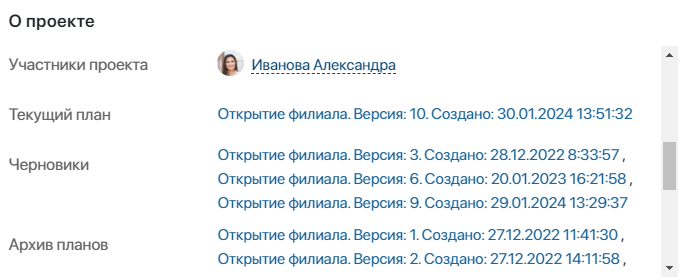 О проекте
Участники проекта Иванова Александра
Текущий план Открытие филиала. Версия: 10. Создано: 30.01.2024 13:51:32
Открытие филиала. Версия: 3. Создано: 28.12.2022 8:33:57 ,
Черновики Открытие филиала. Версия: 6. Создано: 20.01.2023 16:21:58 ,
Открытие филиала. Версия: 9. Создано: 29.01.2024 13:29:37
Открытие филиала. Версия: 1. Создано: 27.12.2022 11:41:30 ,
Архив планов
Открытие филиала. Версия: 2. Создано: 27.12.2022 14:11:58 ,